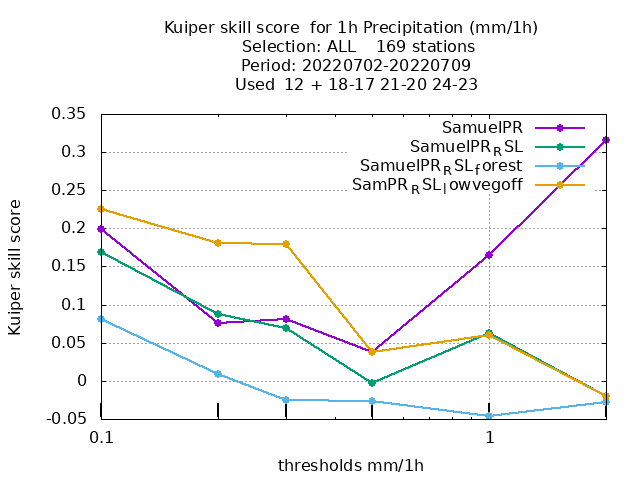 Kuiper skill score  for 1h Precipitation (mm/1h)
Selection: ALL    169 stations
Period: 20220702-20220709
Used  12 + 18-17 21-20 24-23
0.35
0.3
0.25
0.2
0.15
0.1
0.05
0
-0.05
Kuiper skill score
SamuelPR
SamuelPR_RSL
SamuelPR_RSL_forest
SamPR_RSL_lowvegoff
0.1
1
thresholds mm/1h